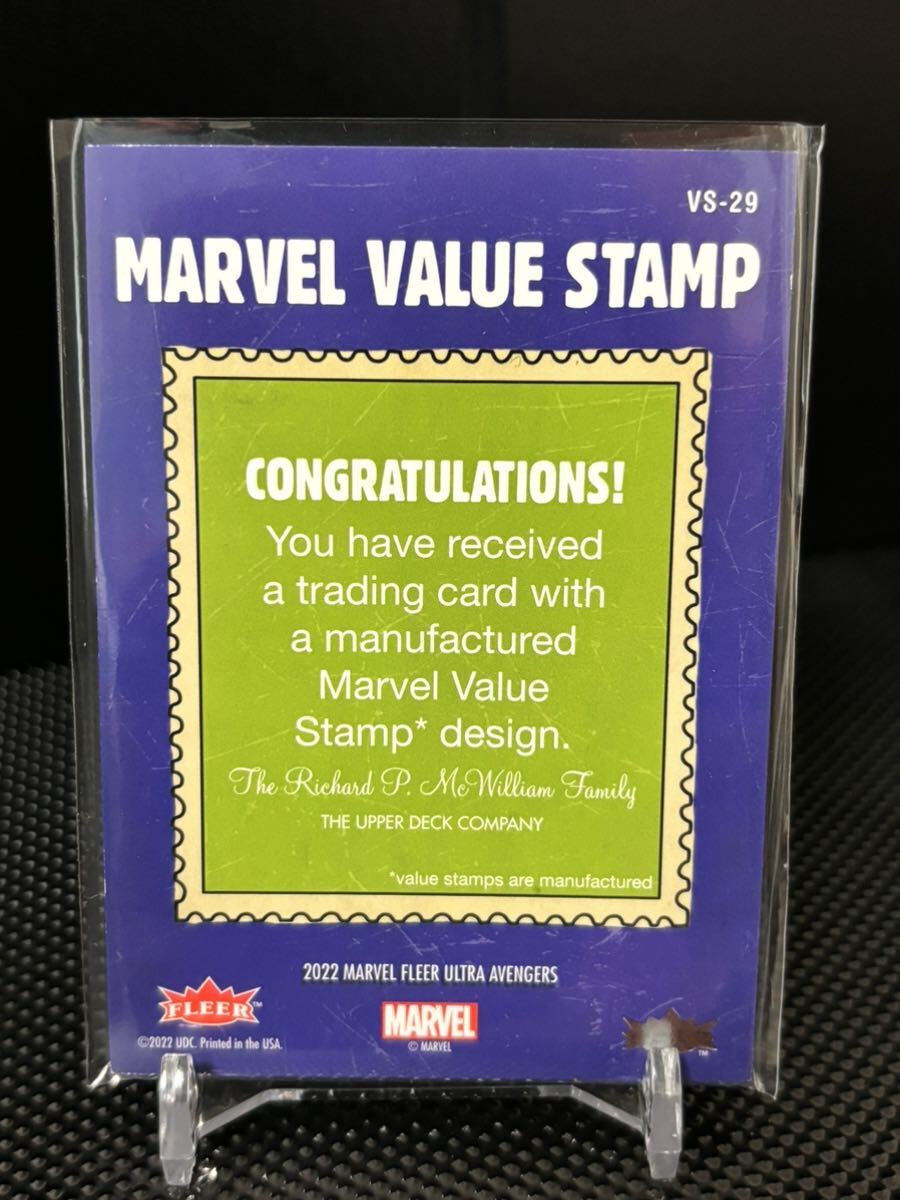 VS-29
MARVEL VALUE STAMP
CONGRATULATIONS!
You have received
a trading card with
a manufactured
Marvel Value
Stamp* design.
The Richard P. McWilliam Family
THE UPPER DECK COMPANY
*value stamps are manufactured
2022 MARVEL FLEER ULTRA AVENGERS
FLEER™
MARVEL
©2022 UDC. Printed in the USA.
© MARVEL
™